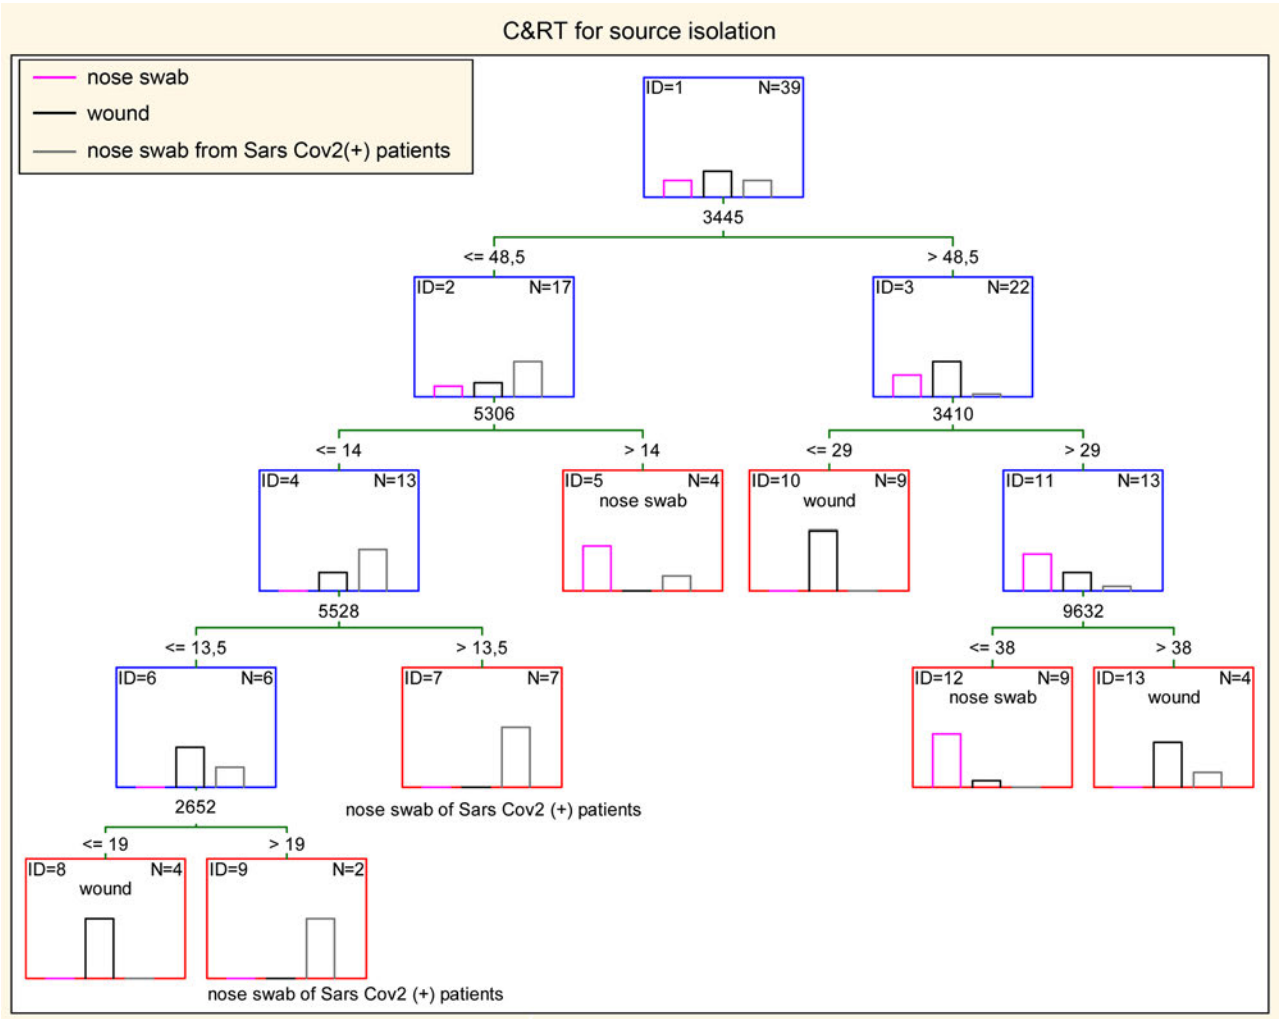 C&RT for source isolation
nose swab
wound
nose swab from Sars Cov2(+) patients
ID=1 N=39
3445
<= 48,5 > 48,5
ID=2 N=17 ID=3 N=22
5306 3410
<= 14 > 14 <= 29 > 29
ID=4 N=13 ID=5 N=4 ID=10 N=9 ID=11 N=13
nose swab wound
5528 9632
<= 13,5 > 13,5 <= 38 > 38
ID=6 N=6 ID=7 N=7 ID=12 N=9 ID=13 N=4
nose swab wound
2652 nose swab of Sars Cov2 (+) patients
<= 19 > 19
ID=8 N=4 ID=9 N=2
wound
nose swab of Sars Cov2 (+) patients